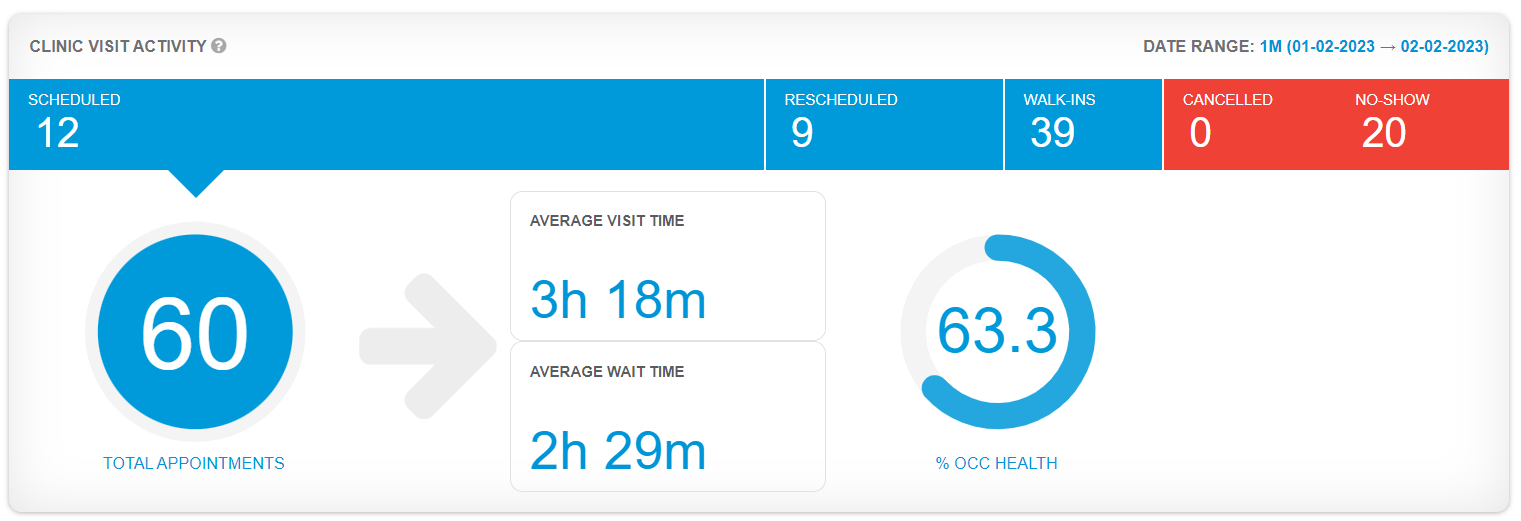 CLINIC VISIT ACTIVITY ?
DATE RANGE: 1M (01-02-2023 → 02-02-2023)
SCHEDULED
12
RESCHEDULED
9
WALK-INS
39
CANCELLED
0
NO-SHOW
20
60
TOTAL APPOINTMENTS
AVERAGE VISIT TIME
3h 18m
AVERAGE WAIT TIME
2h 29m
63.3
% OCC HEALTH